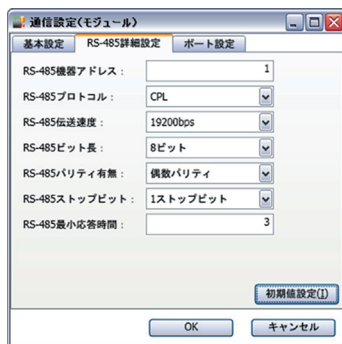 通信設定(モジュール)
基本設定 RS-485詳細設定 ポート設定
RS-485機器アドレス： 1
RS-485プロトコル： CPL
RS-485伝送速度： 19200bps
RS-485ビット長： 8ビット
RS-485パリティ有無： 偶数パリティ
RS-485ストップビット： 1ストップビット
RS-485最小応答時間： 3
初期値設定(I)
OK キャンセル